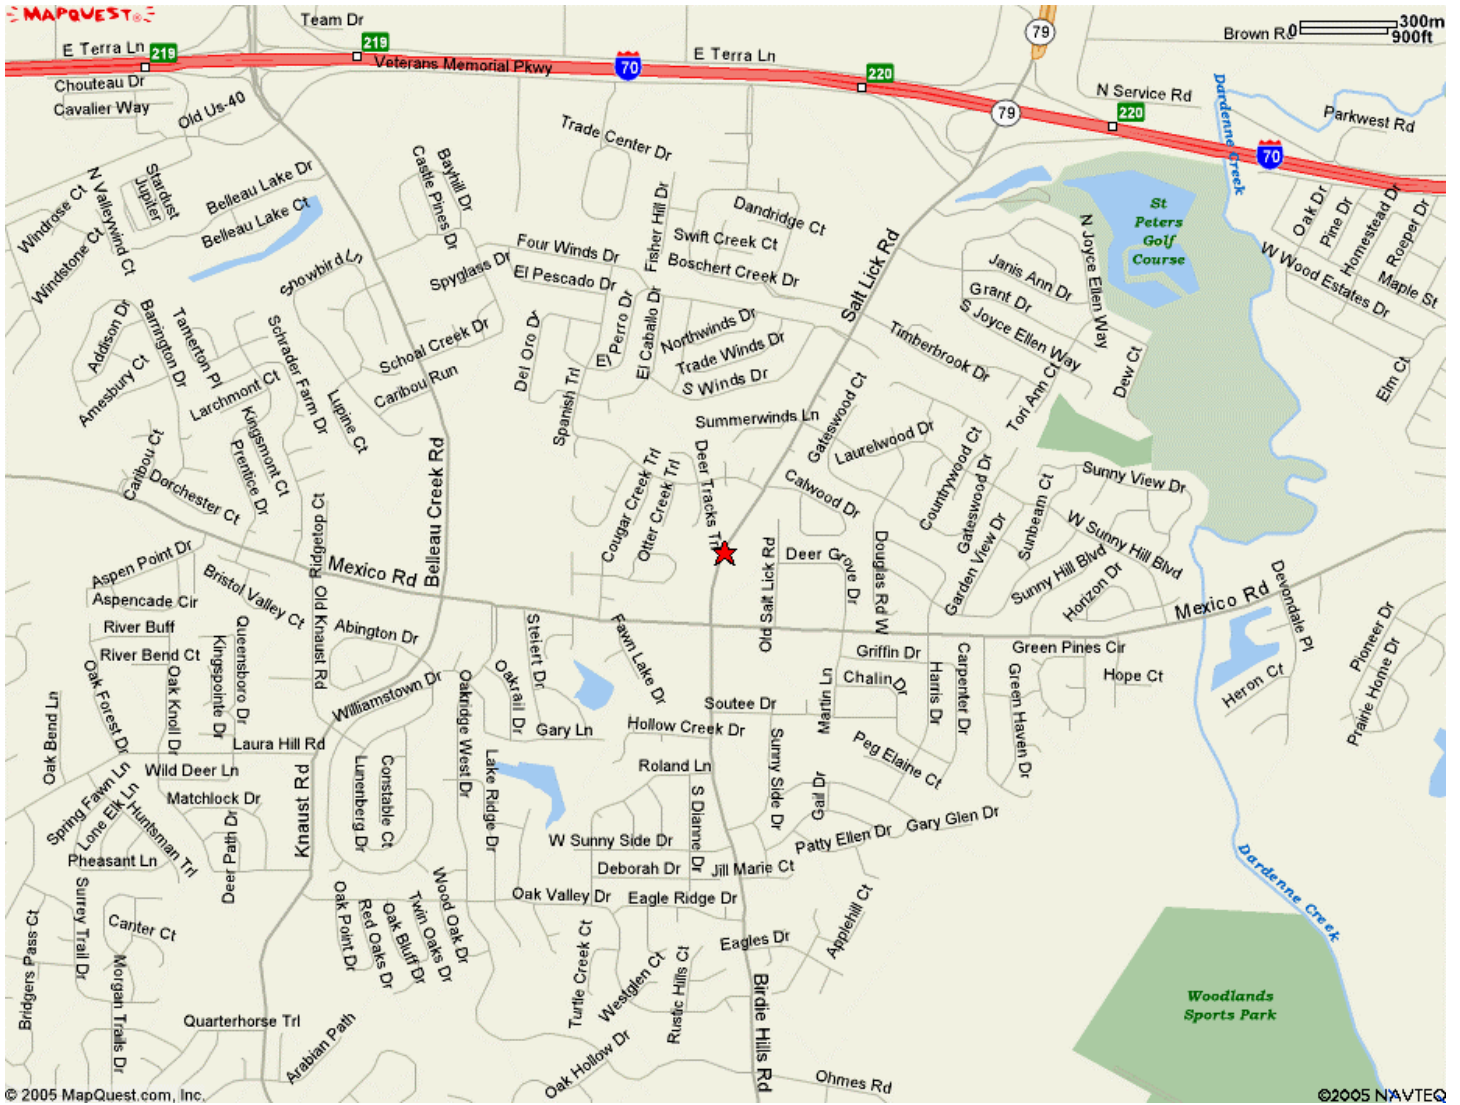 MAPQUEST®
Team Dr
79
300m
0
900ft
Brown Rd
E Terra Ln
219
219
Veterans Memorial Pkwy
70
E Terra Ln
220
Chouteau Dr
Cavalier Way
Old Us-40
N Service Rd
79
220
Parkwest Rd
Dardenne Creek
70
Trade Center Dr
N Valleywind Ct
Stardust
Jupiter
Belleau Lake Dr
Belleau Lake Ct
Castle Pines Dr
Bayhill Dr
Windrose Ct
Windstone Ct
Fisher Hill Dr
Dandridge Ct
Swift Creek Ct
Boschert Creek Dr
Four Winds Dr
El Pescado Dr
Spyglass Dr
Snowbird Ln
Salt Lick Rd
St
Peters
Golf
Course
N Joyce Ellen Way
Janis Ann Dr
Grant Dr
S Joyce Ellen Way
Oak Dr
Pine Dr
Homestead Dr
Roeper Dr
W Wood Estates Dr
Maple St
Elm Ct
Addison Dr
Amesbury Ct
Barrington Dr
Tamerton Pl
Larchmont Ct
Schrader Farm Dr
Lupine Ct
Schoal Creek Dr
Caribou Run
Del Oro Dr
El Perro Dr
El Caballo Dr
Spanish Trl
Northwinds Dr
Trade Winds Dr
S Winds Dr
Timberbrook Dr
Tori Ann Ct
Dew Ct
Summerwinds Ln
Gateswood Ct
Laurelwood Dr
Kingsmont Ct
Prentice Dr
Caribou Ct
Dorchester Ct
Ridgetop Ct
Belleau Creek Rd
Cougar Creek Trl
Otter Creek Trl
Deer Tracks Trl
Calwood Dr
Countrywood Ct
Gateswood Dr
Garden View Dr
Sunbeam Ct
Sunny View Dr
W Sunny Hill Blvd
Sunny Hill Blvd
Horizon Dr
Mexico Rd
Aspen Point Dr
Aspencade Cir
Bristol Valley Ct
Old Salt Lick Rd
Deer Grove Dr
Douglas Rd W
Mexico Rd
Devondale Pl
River Buff
River Bend Ct
Kingspointe Dr
Queensboro Dr
Old Knaust Rd
Abington Dr
Steiert Dr
Fawn Lake Dr
Griffin Dr
Chalin Dr
Martin Ln
Harris Dr
Carpenter Dr
Green Pines Cir
Green Haven Dr
Hope Ct
Heron Ct
Pioneer Dr
Prairie Home Dr
Oak Bend Ln
Oak Forest Dr
Oak Knoll Dr
Williamstown Dr
Oakridge West Dr
Oakrail Dr
Gary Ln
Soutee Dr
Hollow Creek Dr
Laura Hill Rd
Wild Deer Ln
Knaust Rd
Lunenberg Dr
Constable Ct
Lake Ridge Dr
Roland Ln
Sunny Side Dr
Gail Dr
Peg Elaine Ct
Spring Fawn Ln
Lone Elk Ln
Huntsman Trl
Matchlock Dr
Deer Path Dr
Pheasant Ln
W Sunny Side Dr
S Dianne Dr
Patty Ellen Dr
Gary Glen Dr
Deborah Dr
Jill Marie Ct
Dardenne Creek
Oak Valley Dr
Eagle Ridge Dr
Oak Point Dr
Red Oaks Dr
Oak Bluff Dr
Twin Oaks Dr
Wood Oak Dr
Bridgers Pass Ct
Surrey Trail Dr
Canter Ct
Morgan Trails Dr
Eagles Dr
Applehill Ct
Turtle Creek Ct
Westglen Ct
Rustic Hills Ct
Birdie Hills Rd
Woodlands
Sports Park
Quarterhorse Trl
Arabian Path
Oak Hollow Dr
Ohmes Rd
© 2005 MapQuest.com, Inc.
©2005 NAVTEQ